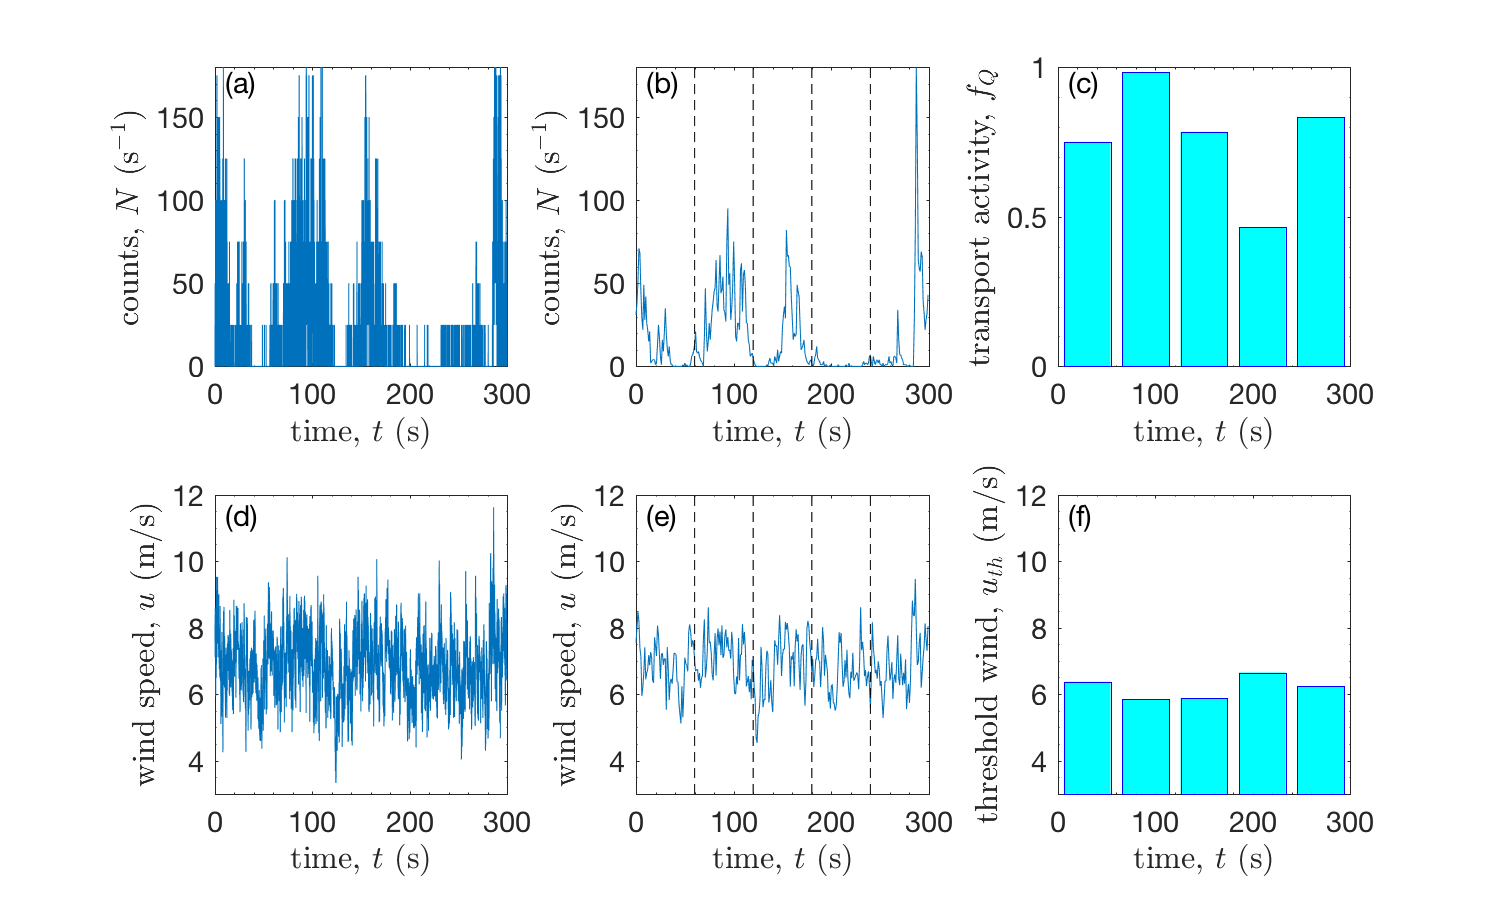 (a)
150
100
50
0
0 100 200 300
time, t (s)
counts, N (s⁻¹)
(b)
150
100
50
0
0 100 200 300
time, t (s)
counts, N (s⁻¹)
(c)
1
0.5
0
0 100 200 300
time, t (s)
transport activity, f_Q
(d)
12
10
8
6
4
0 100 200 300
time, t (s)
wind speed, u (m/s)
(e)
12
10
8
6
4
0 100 200 300
time, t (s)
wind speed, u (m/s)
(f)
12
10
8
6
4
0 100 200 300
time, t (s)
threshold wind, u_th (m/s)